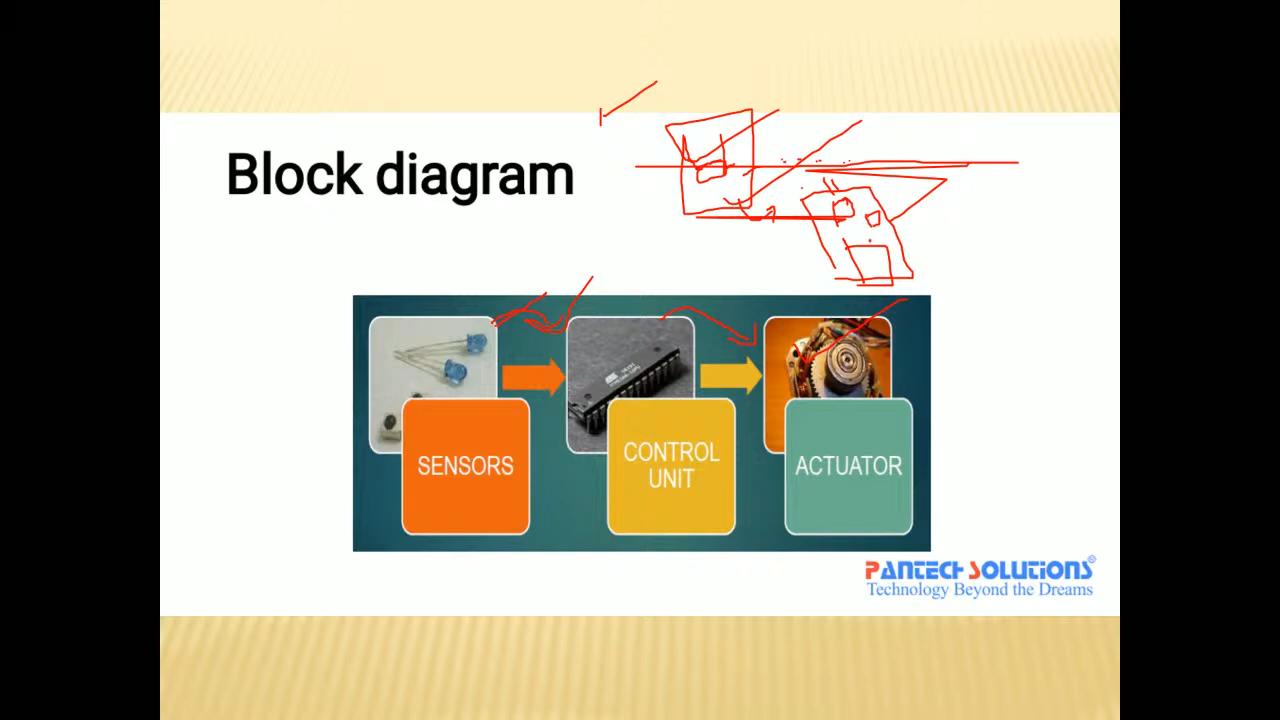 Block diagram
SENSORS
CONTROL
UNIT
ACTUATOR
PANTECH SOLUTIONS
Technology Beyond the Dreams